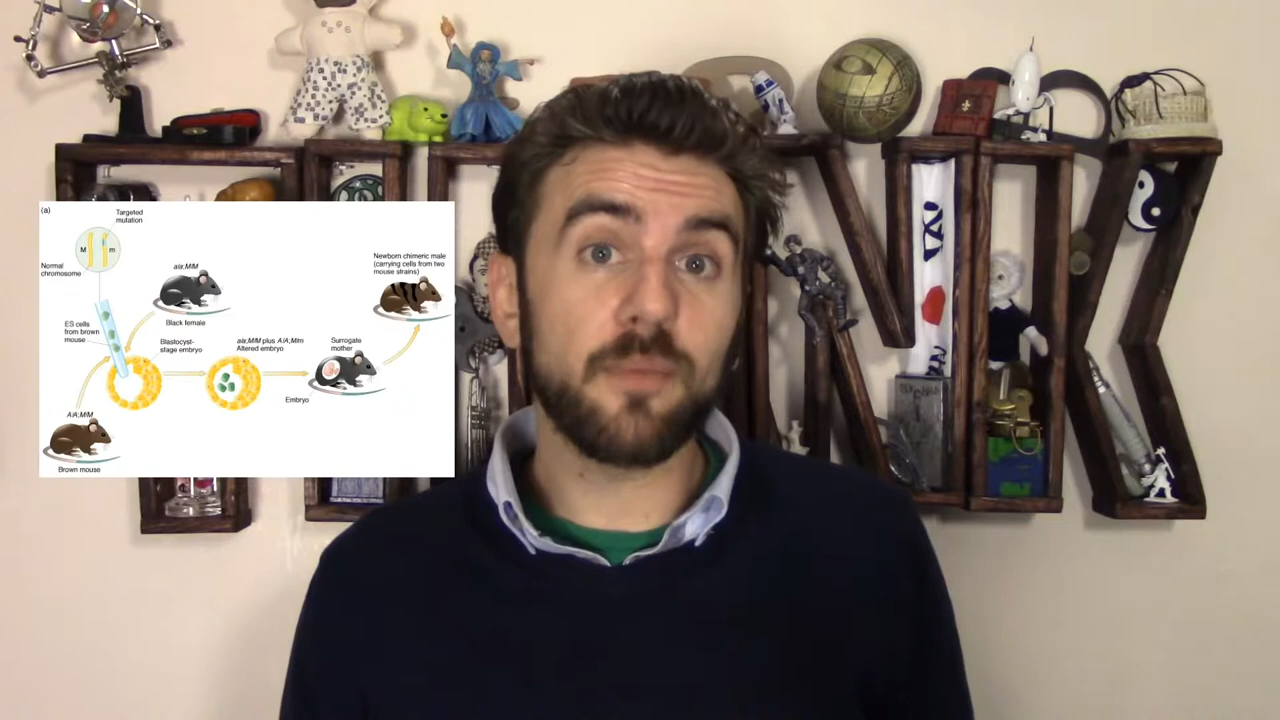 (a)
Targeted
mutation
M m
Normal
chromosome
a/a;M/M
Black female
ES cells
from brown
mouse
Blastocyst-
stage embryo
a/a;M/M plus A/A;M/m
Altered embryo
Surrogate
mother
Newborn chimeric male
(carrying cells from two
mouse strains)
Embryo
A/A;M/M
Brown mouse